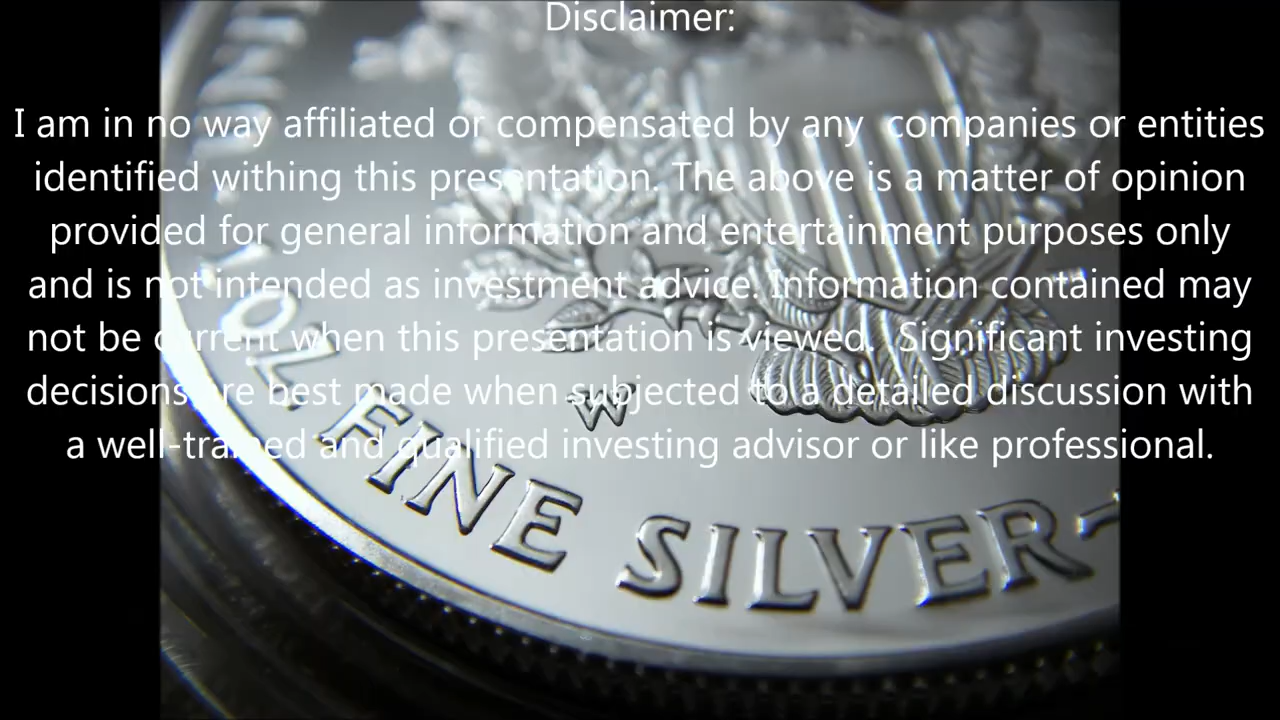 Disclaimer:
I am in no way affiliated or compensated by any companies or entities
identified withing this presentation. The above is a matter of opinion
provided for general information and entertainment purposes only
and is not intended as investment advice. Information contained may
not be current when this presentation is viewed. Significant investing
decisions are best made when subjected to a detailed discussion with
a well-trained and qualified investing advisor or like professional.
1 OZ. FINE SILVER~
W